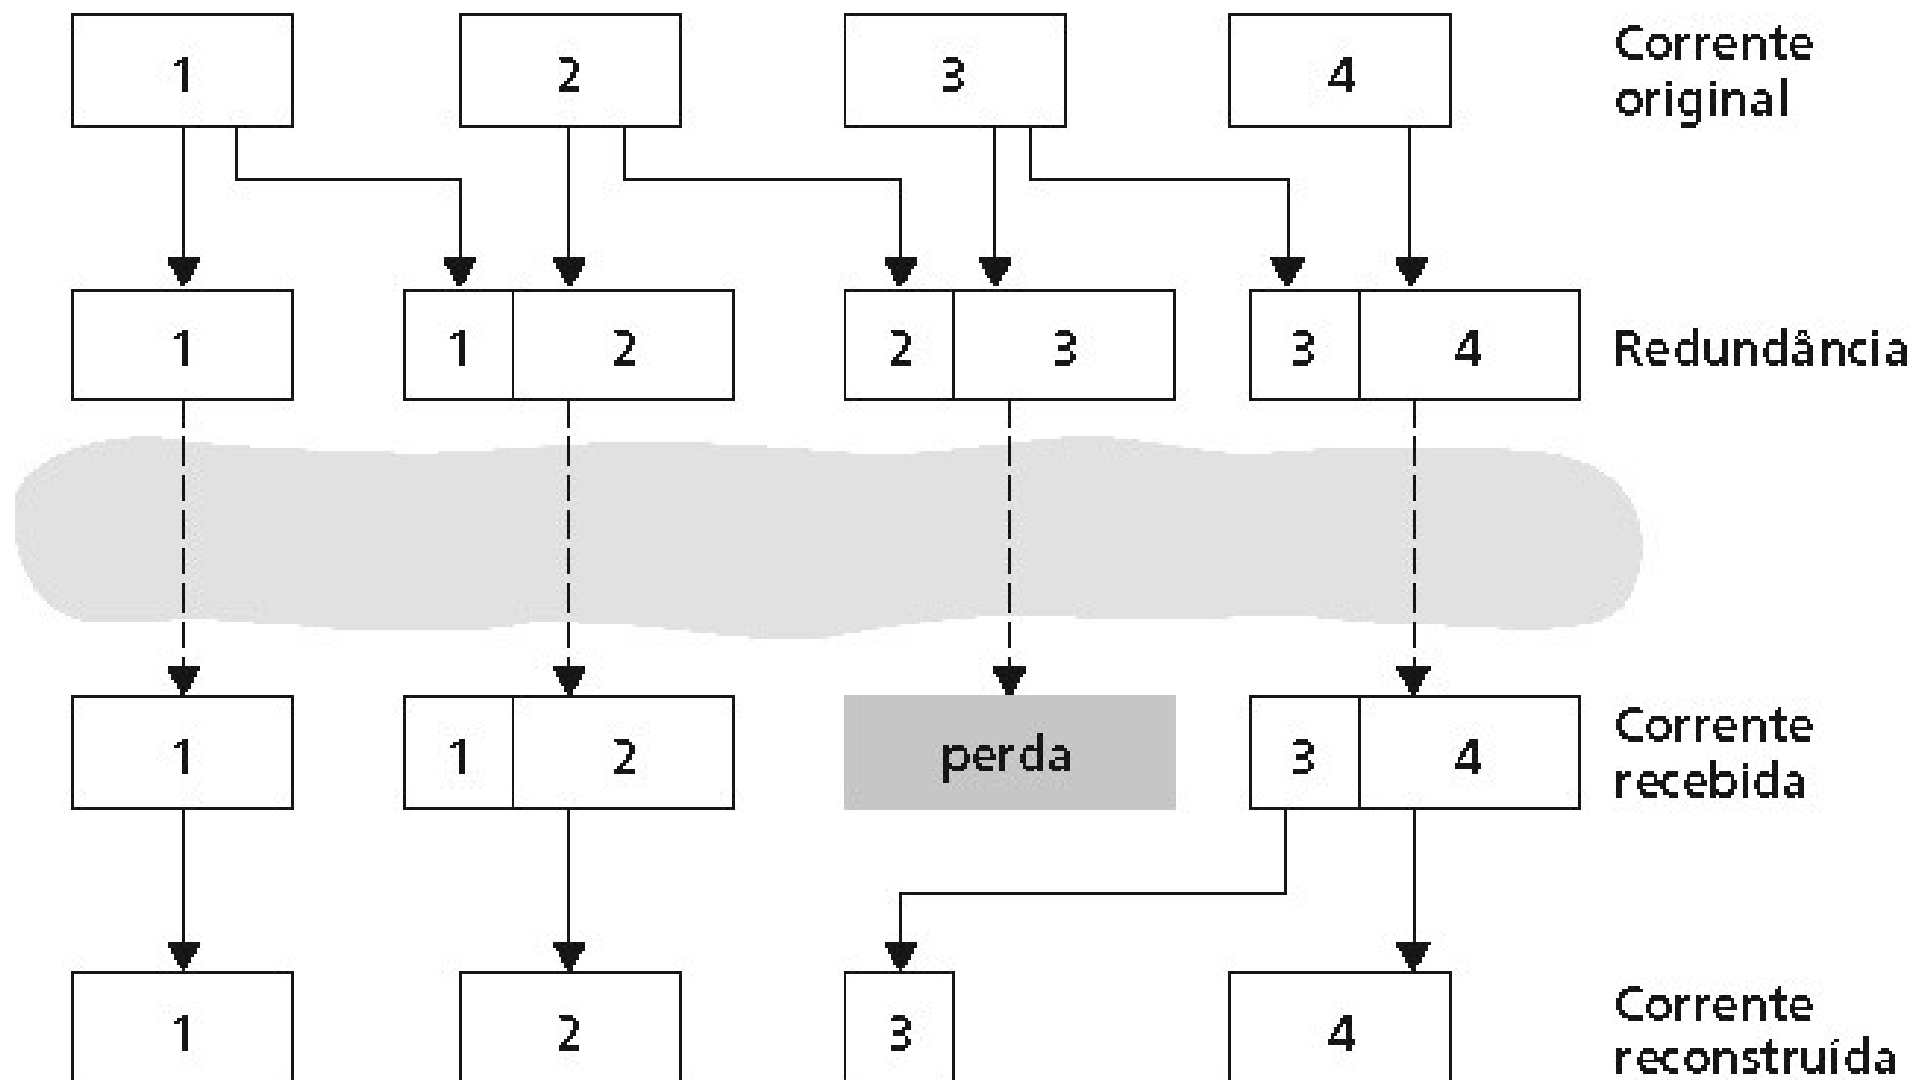 1 2 3 4 Corrente
original
1 1 2 2 3 3 4 Redundância
1 1 2 perda 3 4 Corrente
recebida
1 2 3 4 Corrente
reconstruída